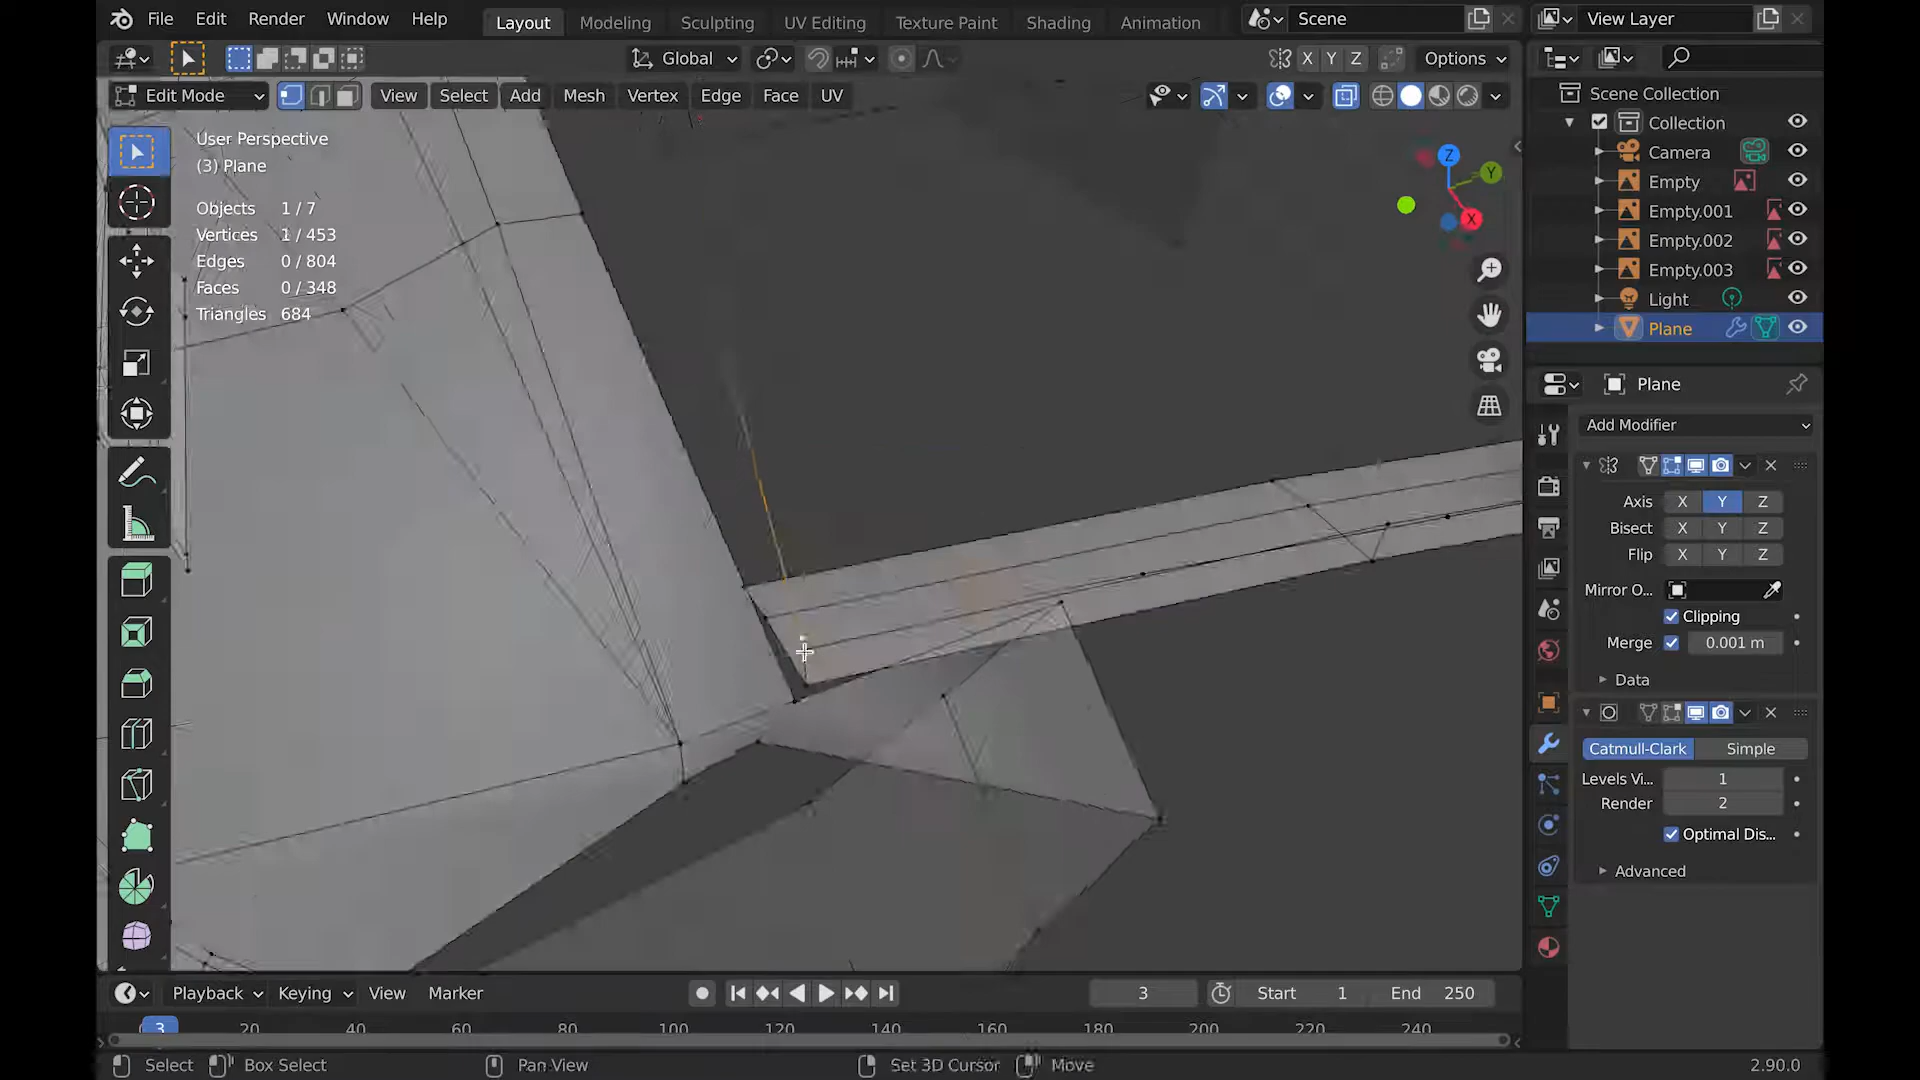 File Edit Render Window Help
Layout Modeling Sculpting UV Editing Texture Paint Shading Animation
Scene
View Layer
Global
X Y Z
Options
Edit Mode
View Select Add Mesh Vertex Edge Face UV
User Perspective
(3) Plane
Objects 1 / 7
Vertices 1 / 453
Edges 0 / 804
Faces 0 / 348
Triangles 684
Z
Y
X
Scene Collection
Collection
Camera
Empty
Empty.001
Empty.002
Empty.003
Light
Plane
Plane
Add Modifier
Axis X Y Z
Bisect X Y Z
Flip X Y Z
Mirror O...
Clipping
Merge 0.001 m
Data
Catmull-Clark Simple
Levels Vi... 1
Render 2
Optimal Dis...
Advanced
Playback Keying View Marker
3
Start 1 End 250
3 20 40 60 80 100 120 140 160 180 200 220 240
Select Box Select Pan View Set 3D Cursor Move
2.90.0